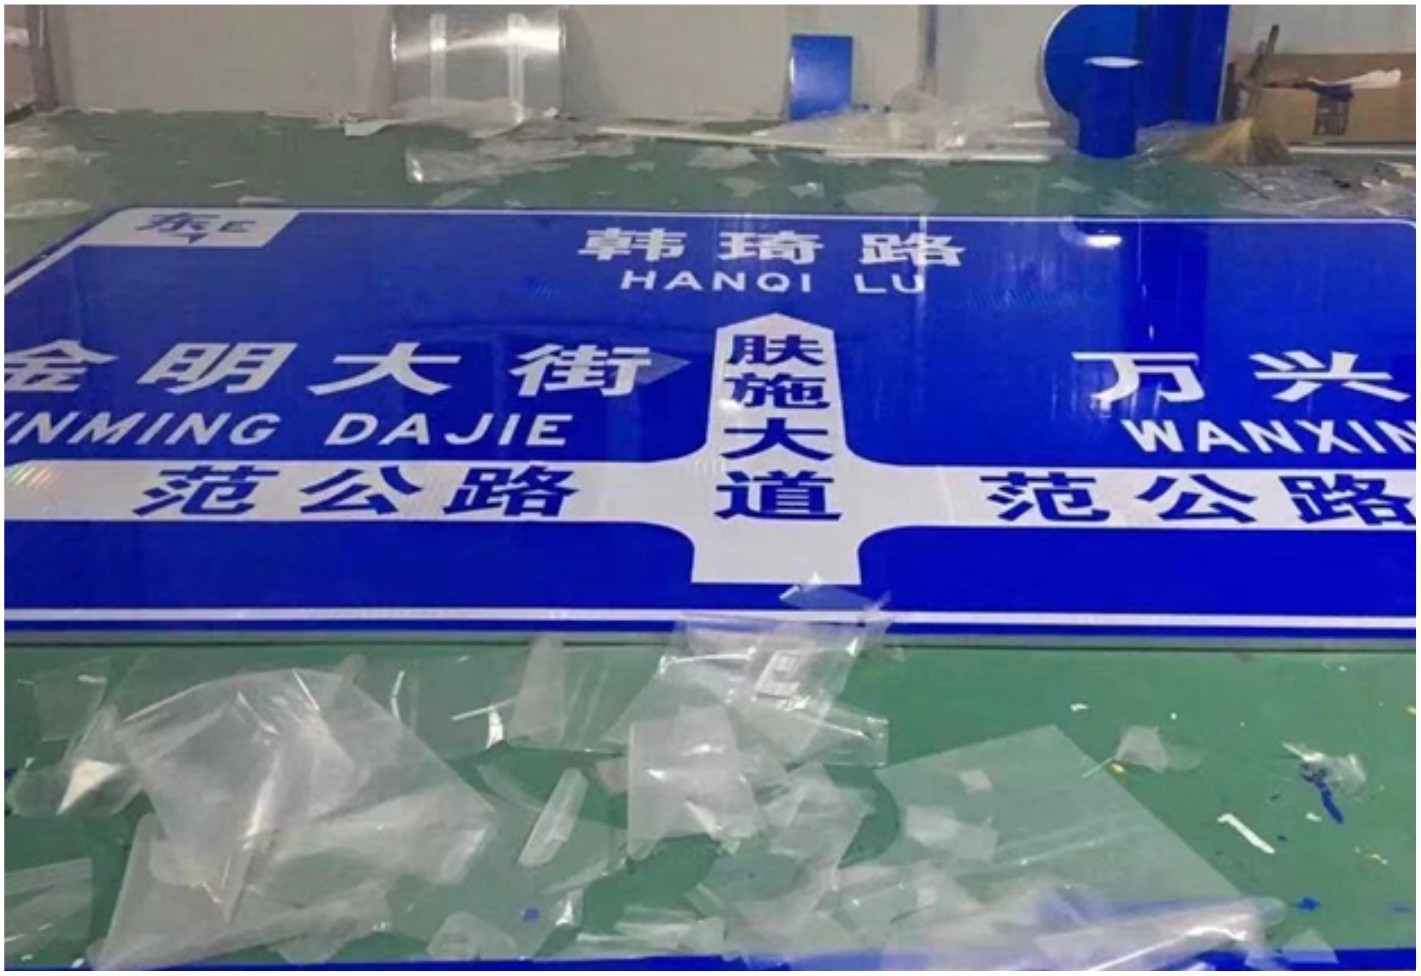 东 E
韩琦路
HANQI LU
金明大街
INMING DAJIE
肤施大道
万兴
WANXIN
范公路
范公路